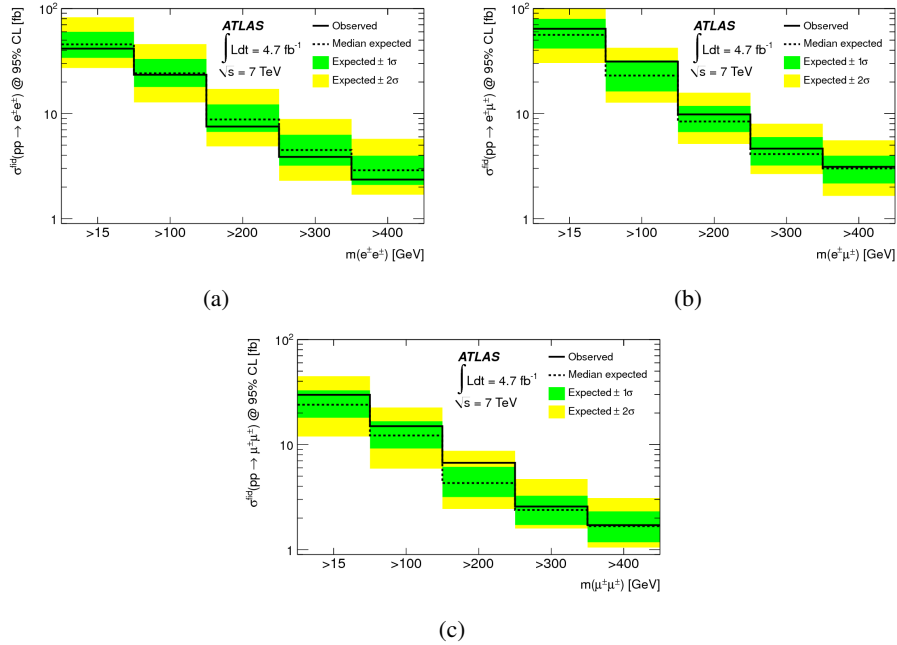 σᶠⁱᵈ(pp → e±e±) @ 95% CL [fb]
10²
10
1
ATLAS
∫ Ldt = 4.7 fb⁻¹
√s = 7 TeV
Observed
Median expected
Expected ± 1σ
Expected ± 2σ
>15 >100 >200 >300 >400
m(e±e±) [GeV]
(a)
σᶠⁱᵈ(pp → e±μ±) @ 95% CL [fb]
10²
10
1
ATLAS
∫ Ldt = 4.7 fb⁻¹
√s = 7 TeV
Observed
Median expected
Expected ± 1σ
Expected ± 2σ
>15 >100 >200 >300 >400
m(e±μ±) [GeV]
(b)
σᶠⁱᵈ(pp → μ±μ±) @ 95% CL [fb]
10²
10
1
ATLAS
∫ Ldt = 4.7 fb⁻¹
√s = 7 TeV
Observed
Median expected
Expected ± 1σ
Expected ± 2σ
>15 >100 >200 >300 >400
m(μ±μ±) [GeV]
(c)